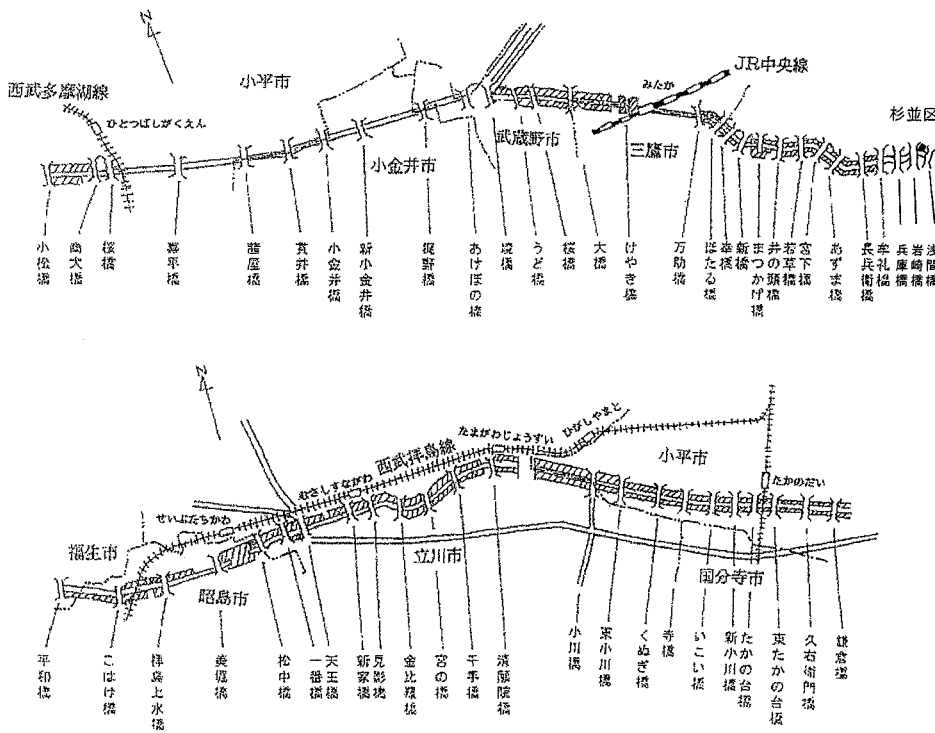 N
小平市
西武多摩湖線
ひとつばしがくえん
JR中央線
みたか
杉並区
武蔵野市
三鷹市
小金井市
小松橋
商大橋
桜橋
喜平橋
茜屋橋
貫井橋
小金井橋
新小金井橋
梶野橋
あけぼの橋
境橋
うど橋
桜橋
大橋
けやき橋
万助橋
ほたる橋
幸橋
新橋
まつかげ橋
井の頭橋
若草橋
宮下橋
あずま橋
長兵衛橋
牟礼橋
兵庫橋
岩崎橋
浅間橋
N
たまがわじょうすい
ひがしやまと
西武拝島線
小平市
むさしすながわ
たかのだい
せいぶたちかわ
福生市
立川市
昭島市
国分寺市
平和橋
こはけ橋
拝島上水橋
美堀橋
松中橋
一番橋
天王橋
新家橋
見影橋
金比羅橋
宮の橋
千手橋
清願院橋
小川橋
東小川橋
くぬぎ橋
寺橋
いこい橋
新小川橋
たかの台橋
東たかの台橋
久右衛門橋
鎌倉橋